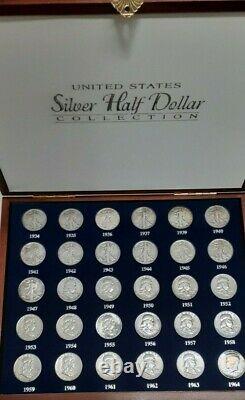 UNITED STATES
Silver Half Dollar
COLLECTION
1934 1935 1936 1937 1939 1940
1941 1942 1943 1944 1945 1946
1947 1948 1949 1950 1951 1952
1953 1954 1955 1956 1957 1958
1959 1960 1961 1962 1963 1964